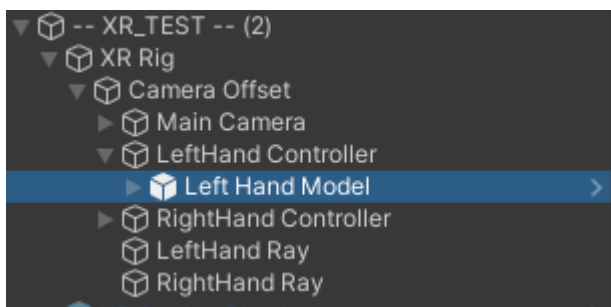 -- XR_TEST -- (2)
XR Rig
Camera Offset
Main Camera
LeftHand Controller
Left Hand Model
RightHand Controller
LeftHand Ray
RightHand Ray